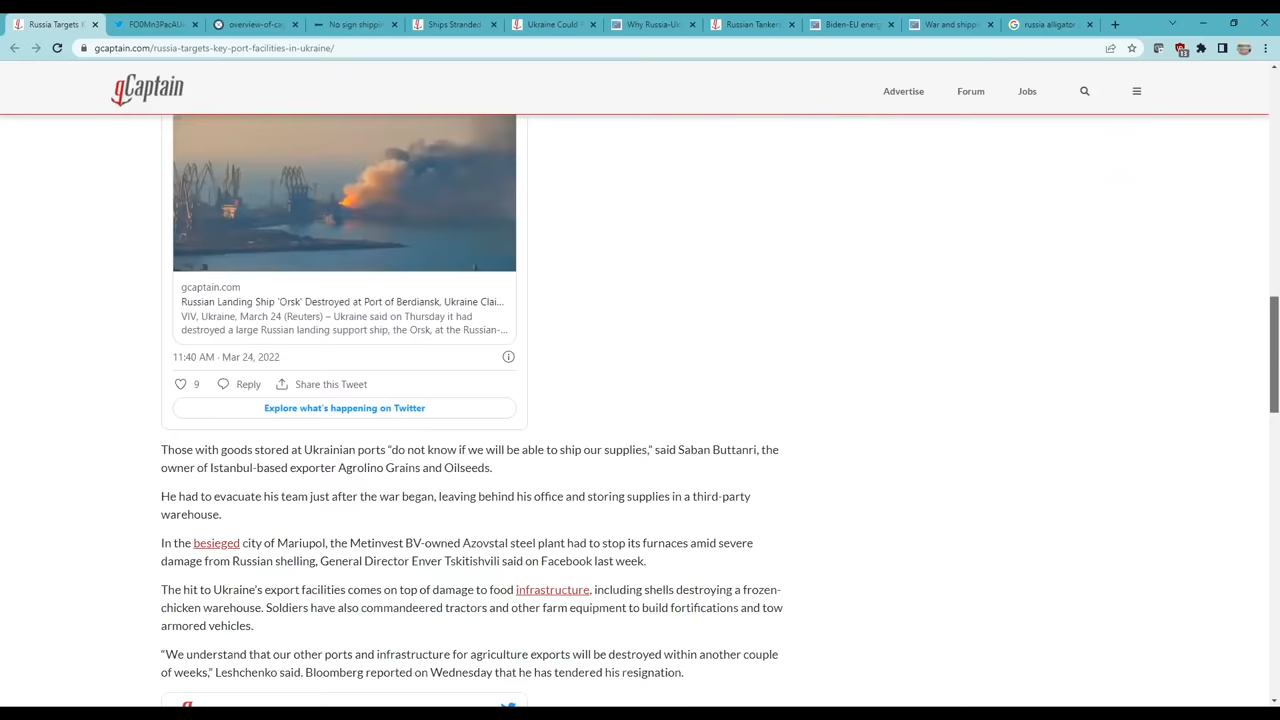 Russia Targets K
FO0Mn3PacAU
overview-of-ca
No sign shippin
Ships Stranded
Ukraine Could F
Why Russia-Uk
Russian Tankers
Biden-EU energ
War and shipp
russia alligator
gcaptain.com/russia-targets-key-port-facilities-in-ukraine/
13
gCaptain
Advertise
Forum
Jobs
gcaptain.com
Russian Landing Ship 'Orsk' Destroyed at Port of Berdiansk, Ukraine Clai...
VIV, Ukraine, March 24 (Reuters) – Ukraine said on Thursday it had
destroyed a large Russian landing support ship, the Orsk, at the Russian-...
11:40 AM · Mar 24, 2022
9
Reply
Share this Tweet
Explore what's happening on Twitter
Those with goods stored at Ukrainian ports “do not know if we will be able to ship our supplies,“ said Saban Buttanri, the
owner of Istanbul-based exporter Agrolino Grains and Oilseeds.
He had to evacuate his team just after the war began, leaving behind his office and storing supplies in a third-party
warehouse.
In the besieged city of Mariupol, the Metinvest BV-owned Azovstal steel plant had to stop its furnaces amid severe
damage from Russian shelling, General Director Enver Tskitishvili said on Facebook last week.
The hit to Ukraine’s export facilities comes on top of damage to food infrastructure, including shells destroying a frozen-
chicken warehouse. Soldiers have also commandeered tractors and other farm equipment to build fortifications and tow
armored vehicles.
“We understand that our other ports and infrastructure for agriculture exports will be destroyed within another couple
of weeks,” Leshchenko said. Bloomberg reported on Wednesday that he has tendered his resignation.